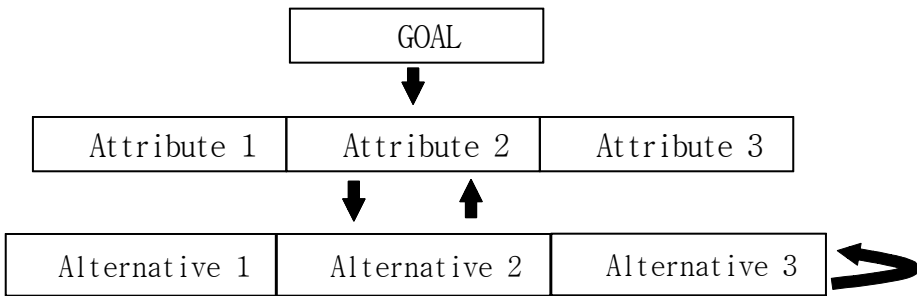 GOAL
Attribute 1 Attribute 2 Attribute 3
Alternative 1 Alternative 2 Alternative 3